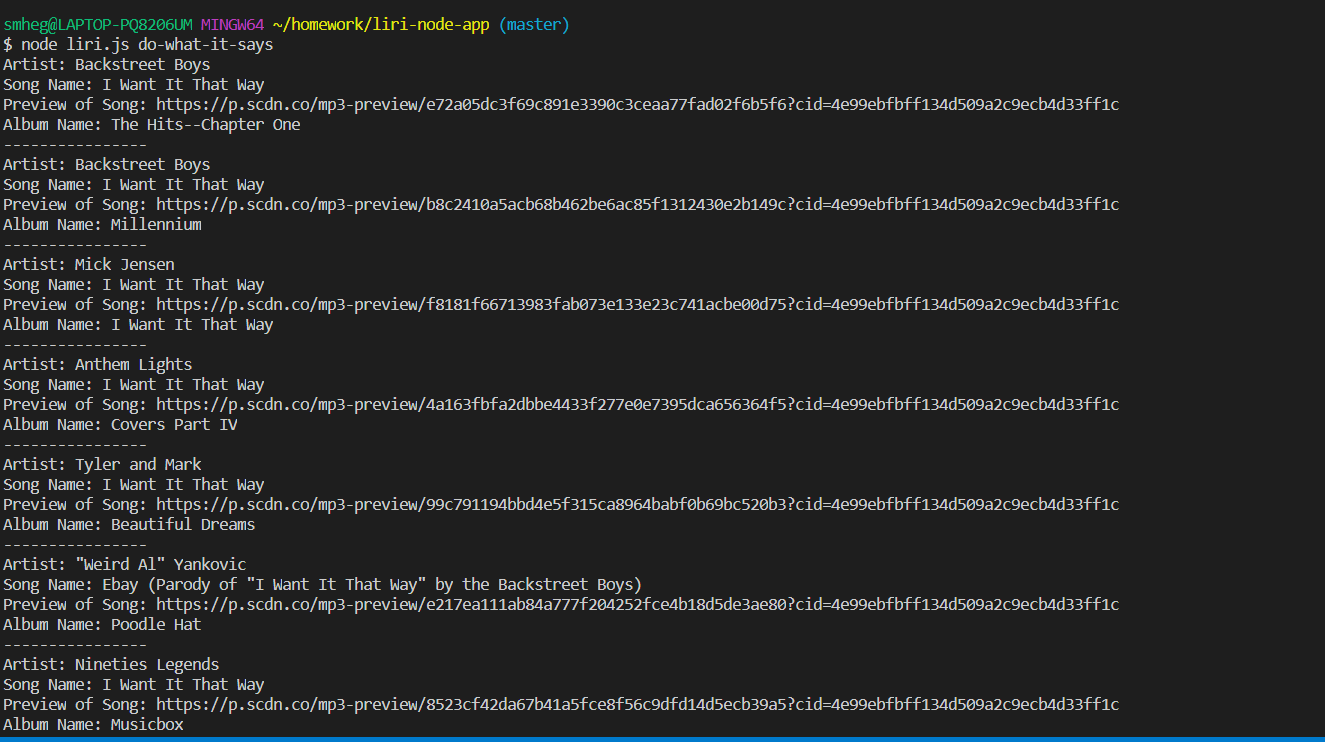 smheg@LAPTOP-PQ8206UM MINGW64 ~/homework/liri-node-app (master)
$ node liri.js do-what-it-says
Artist: Backstreet Boys
Song Name: I Want It That Way
Preview of Song: https://p.scdn.co/mp3-preview/e72a05dc3f69c891e3390c3ceaa77fad02f6b5f6?cid=4e99ebfbff134d509a2c9ecb4d33ff1c
Album Name: The Hits--Chapter One
----------------
Artist: Backstreet Boys
Song Name: I Want It That Way
Preview of Song: https://p.scdn.co/mp3-preview/b8c2410a5acb68b462be6ac85f1312430e2b149c?cid=4e99ebfbff134d509a2c9ecb4d33ff1c
Album Name: Millennium
----------------
Artist: Mick Jensen
Song Name: I Want It That Way
Preview of Song: https://p.scdn.co/mp3-preview/f8181f66713983fab073e133e23c741acbe00d75?cid=4e99ebfbff134d509a2c9ecb4d33ff1c
Album Name: I Want It That Way
----------------
Artist: Anthem Lights
Song Name: I Want It That Way
Preview of Song: https://p.scdn.co/mp3-preview/4a163fbfa2dbbe4433f277e0e7395dca656364f5?cid=4e99ebfbff134d509a2c9ecb4d33ff1c
Album Name: Covers Part IV
----------------
Artist: Tyler and Mark
Song Name: I Want It That Way
Preview of Song: https://p.scdn.co/mp3-preview/99c791194bbd4e5f315ca8964babf0b69bc520b3?cid=4e99ebfbff134d509a2c9ecb4d33ff1c
Album Name: Beautiful Dreams
----------------
Artist: "Weird Al" Yankovic
Song Name: Ebay (Parody of "I Want It That Way" by the Backstreet Boys)
Preview of Song: https://p.scdn.co/mp3-preview/e217ea111ab84a777f204252fce4b18d5de3ae80?cid=4e99ebfbff134d509a2c9ecb4d33ff1c
Album Name: Poodle Hat
----------------
Artist: Nineties Legends
Song Name: I Want It That Way
Preview of Song: https://p.scdn.co/mp3-preview/8523cf42da67b41a5fce8f56c9dfd14d5ecb39a5?cid=4e99ebfbff134d509a2c9ecb4d33ff1c
Album Name: Musicbox